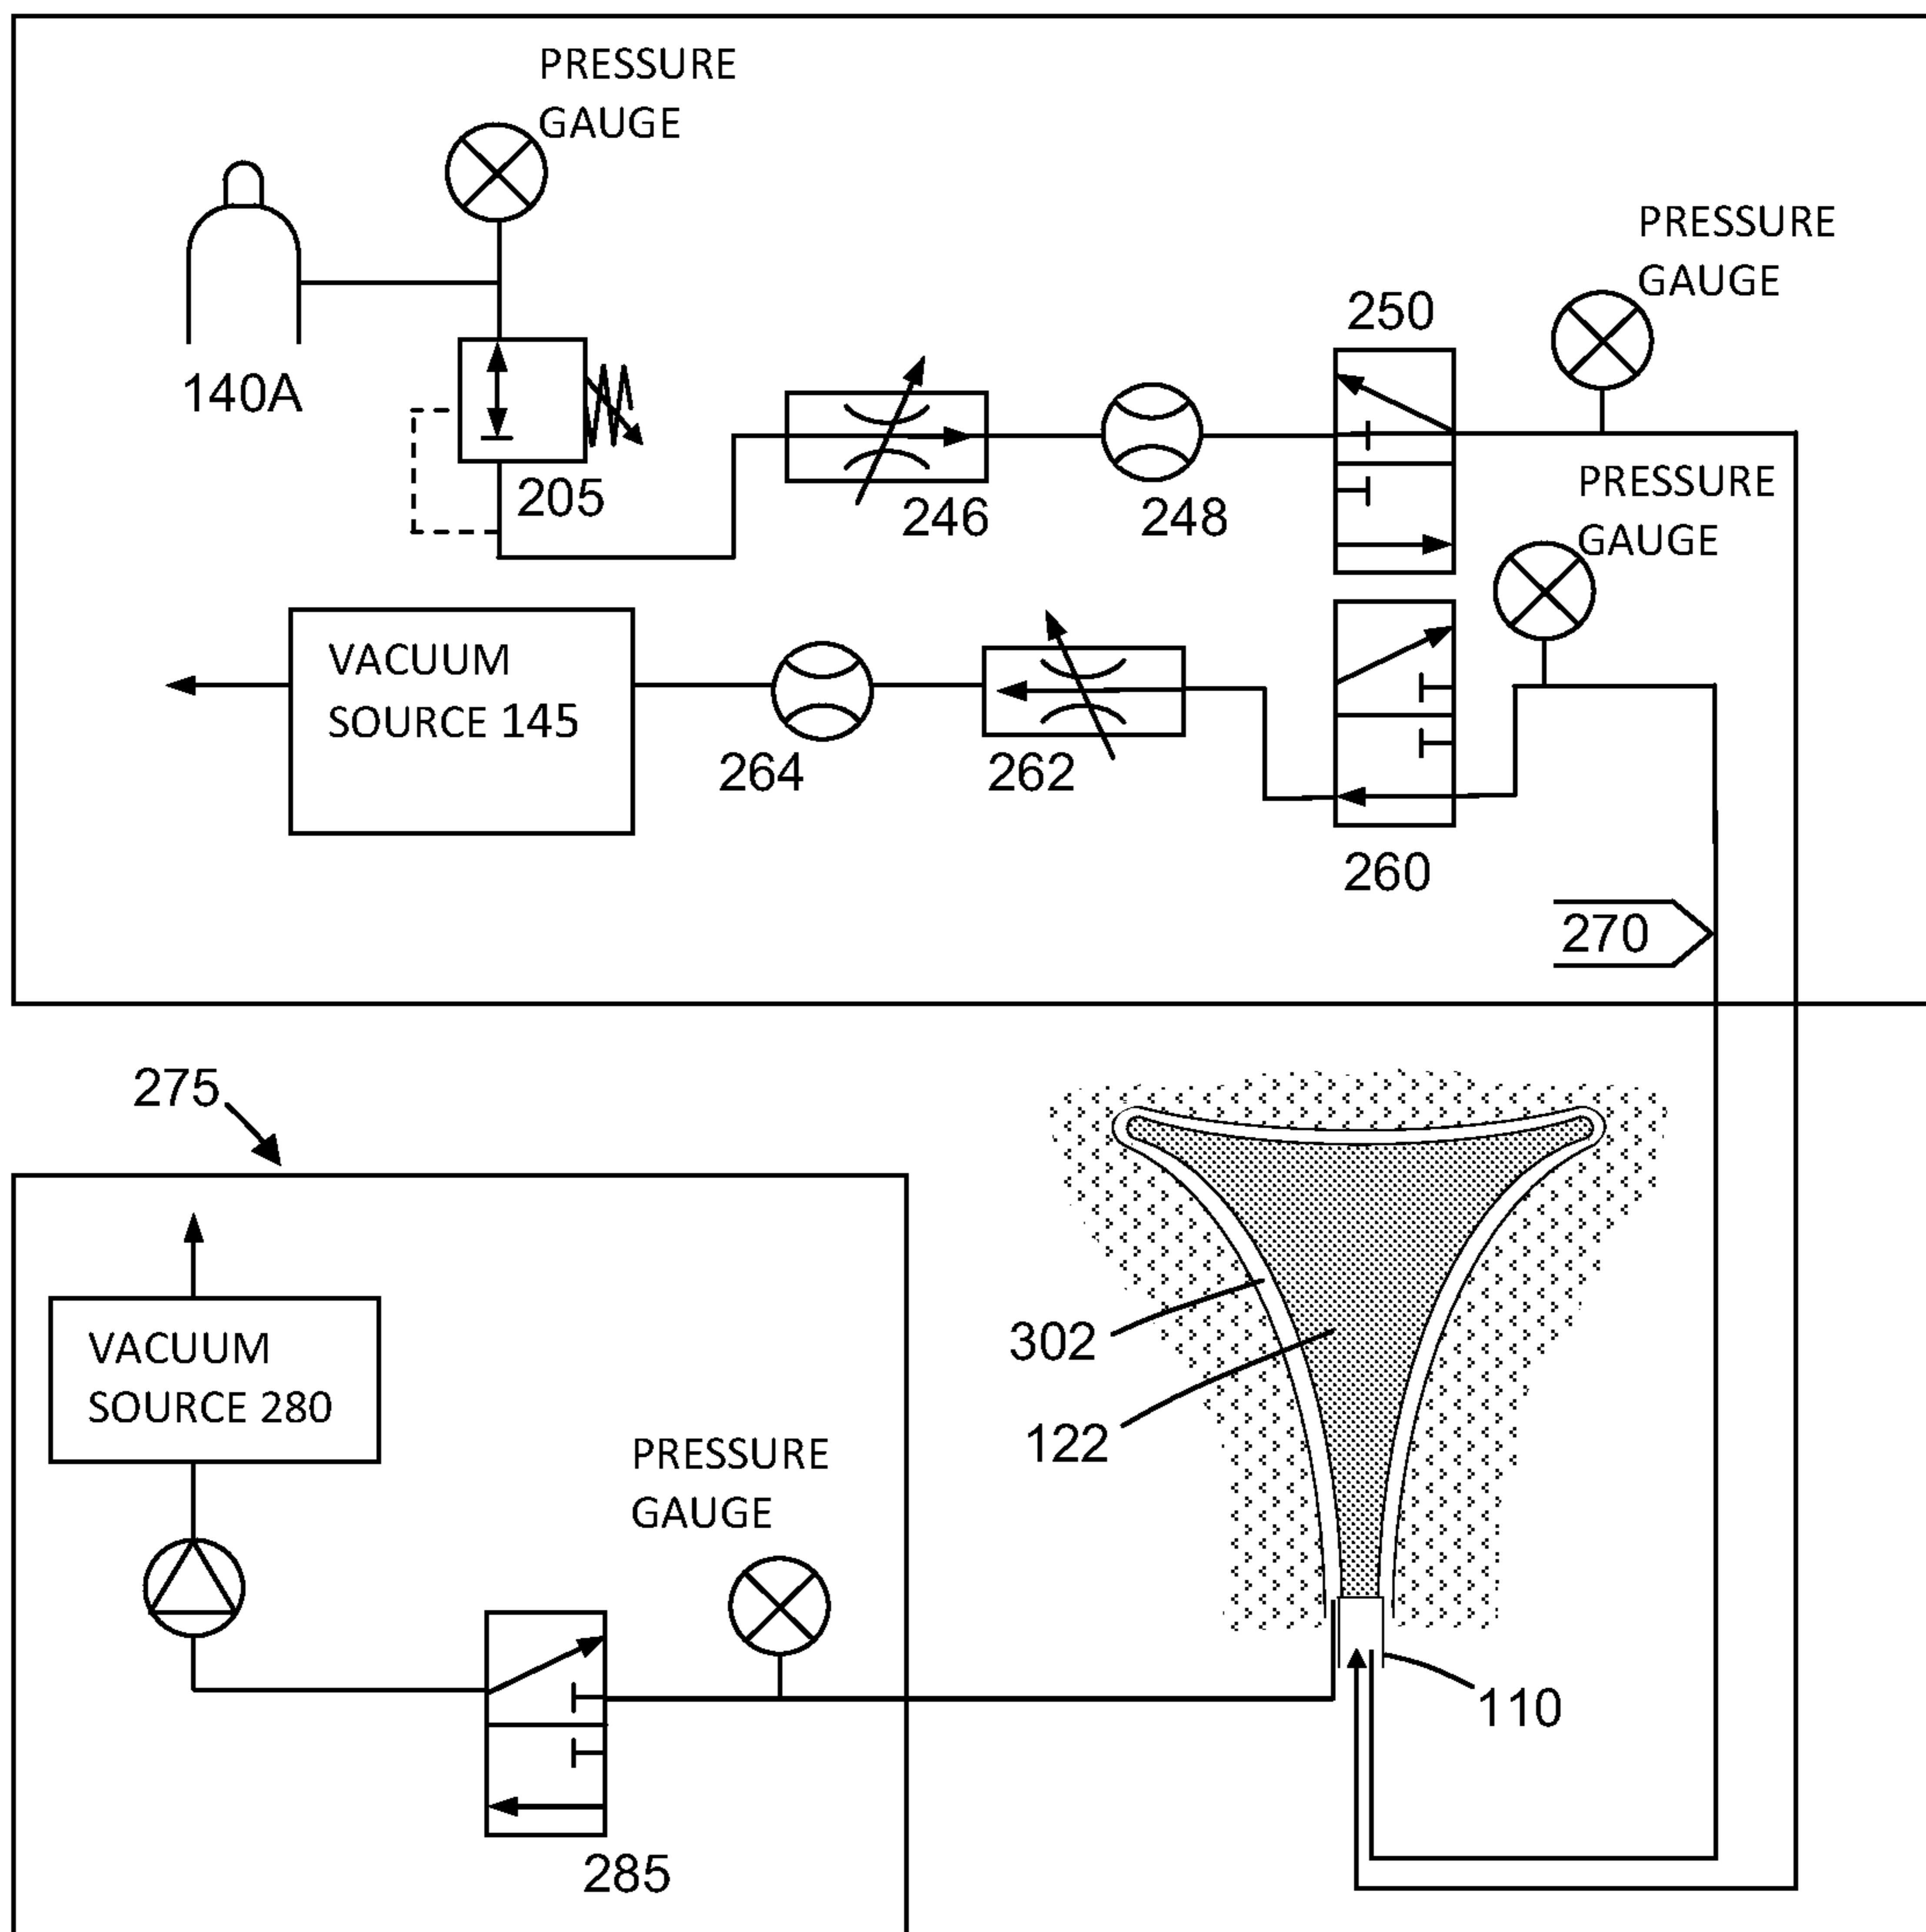 PRESSURE
GAUGE
140A
205
246
248
250
PRESSURE
GAUGE
PRESSURE
GAUGE
VACUUM
SOURCE 145
264
262
260
270
275
VACUUM
SOURCE 280
PRESSURE
GAUGE
285
302
122
110